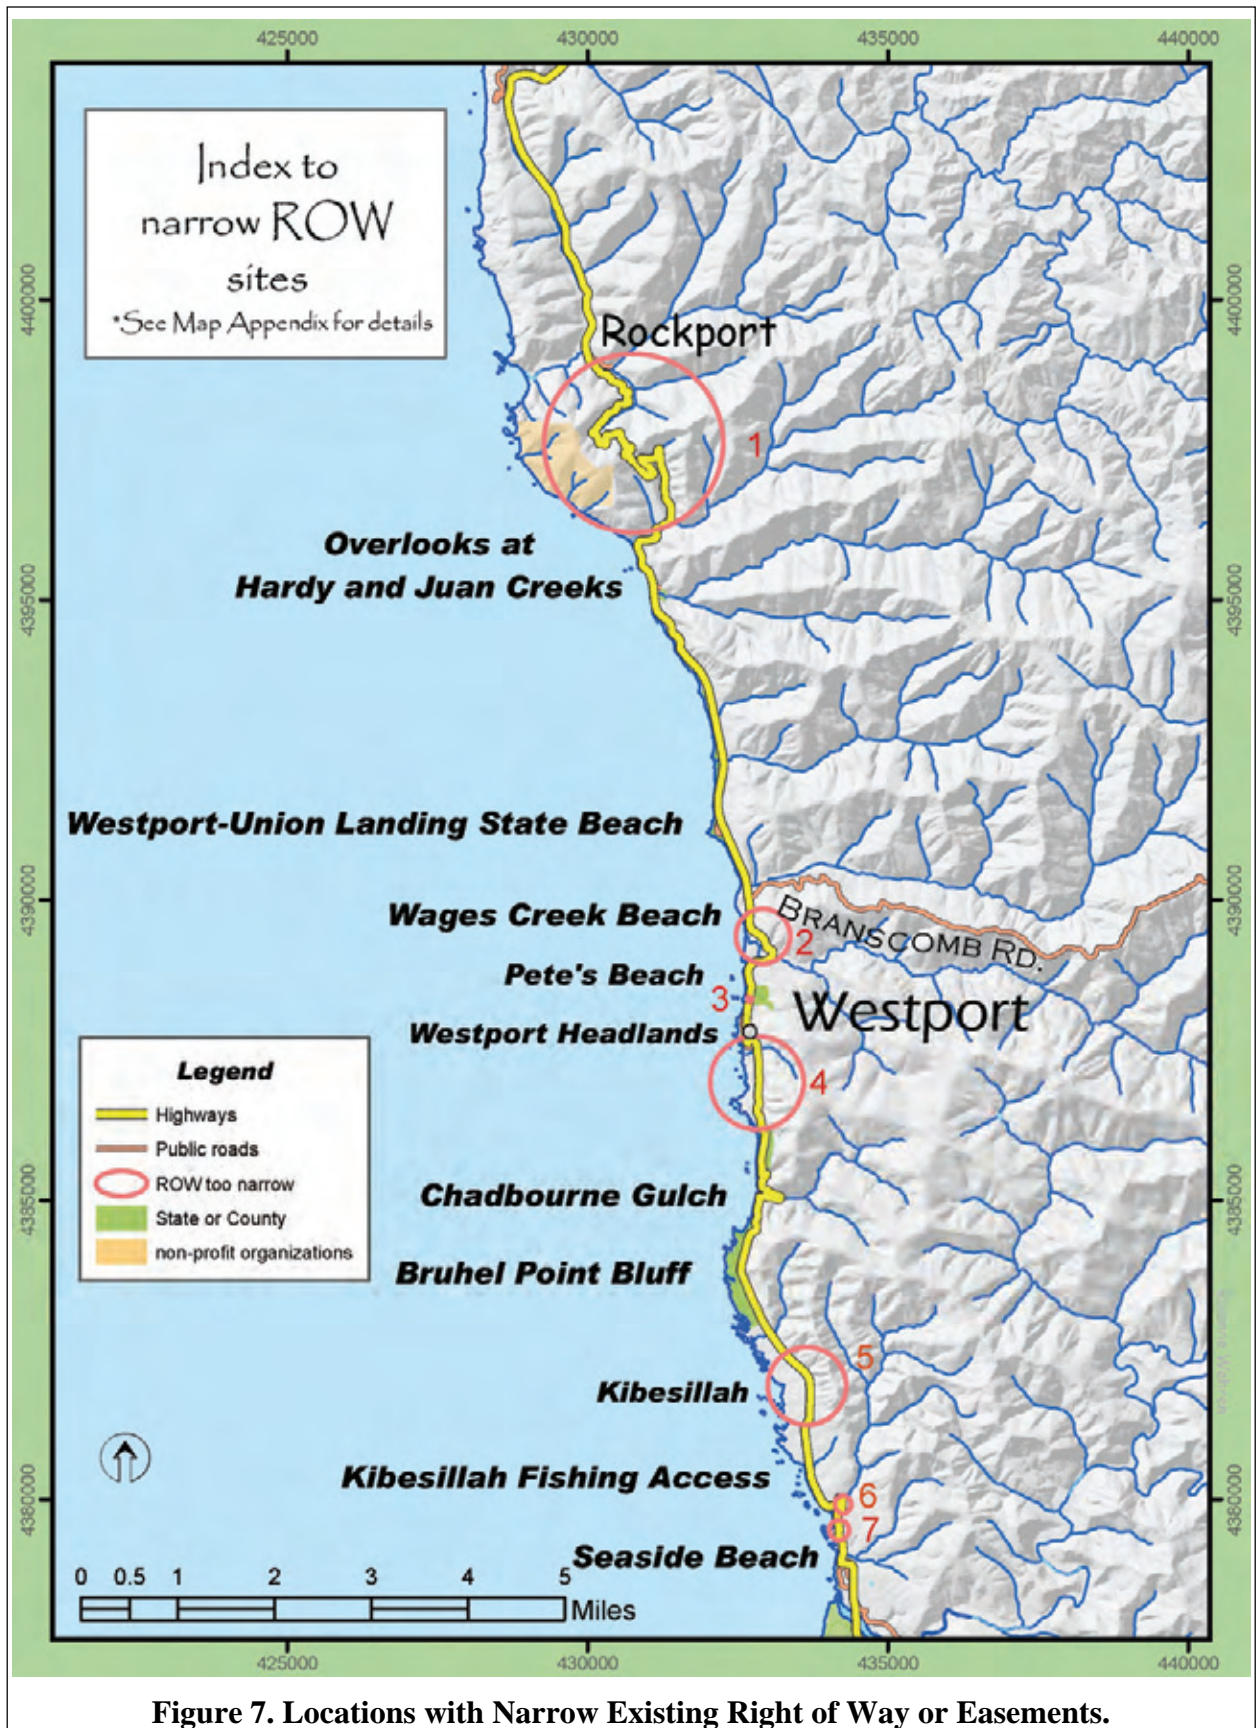 425000
430000
435000
440000
Index to
narrow ROW
sites
*See Map Appendix for details
4400000
4400000
Rockport
1
Overlooks at
Hardy and Juan Creeks
4395000
4395000
Westport-Union Landing State Beach
4390000
4390000
Wages Creek Beach
BRANSCOMB RD.
2
Pete's Beach
3
Westport
Westport Headlands
4
Legend
Highways
Public roads
ROW too narrow
State or County
non-profit organizations
Chadbourne Gulch
4385000
4385000
Bruhel Point Bluff
5
Kibesillah
Kibesillah Fishing Access
6
4380000
4380000
7
Seaside Beach
0 0.5 1 2 3 4 5
Miles
425000
430000
435000
440000
Figure 7. Locations with Narrow Existing Right of Way or Easements.